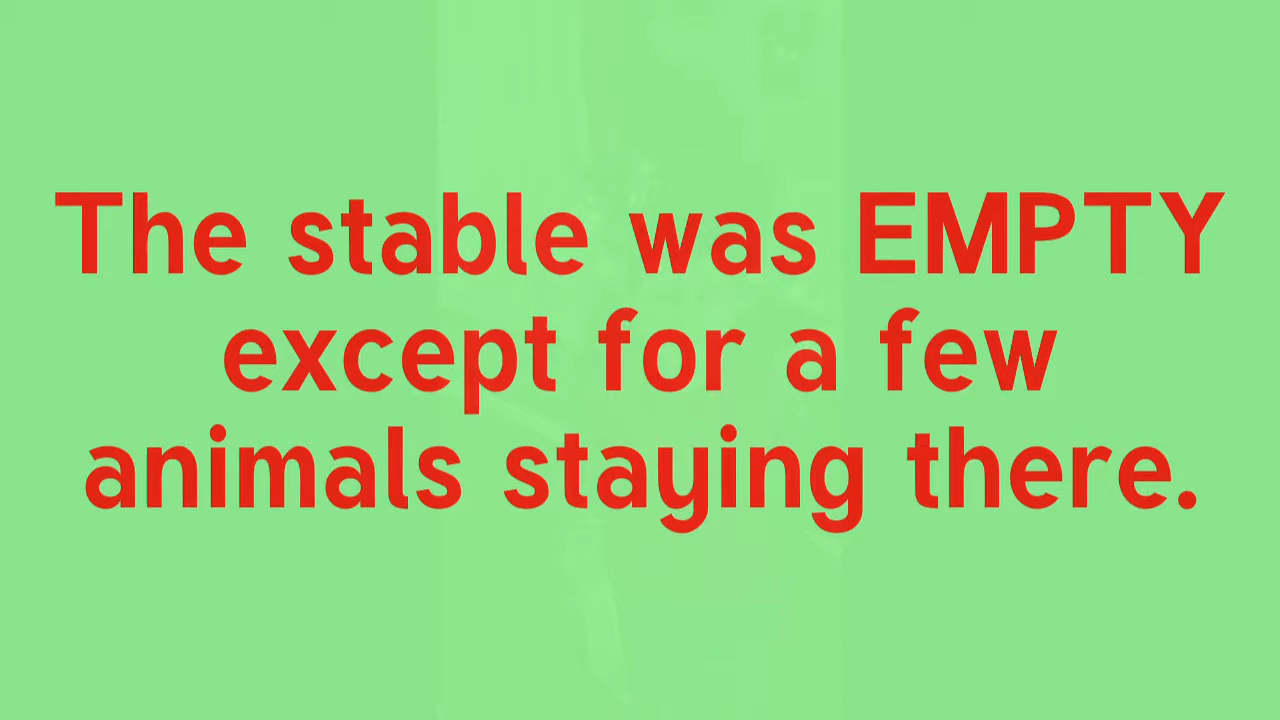 The stable was EMPTY
except for a few
animals staying there.